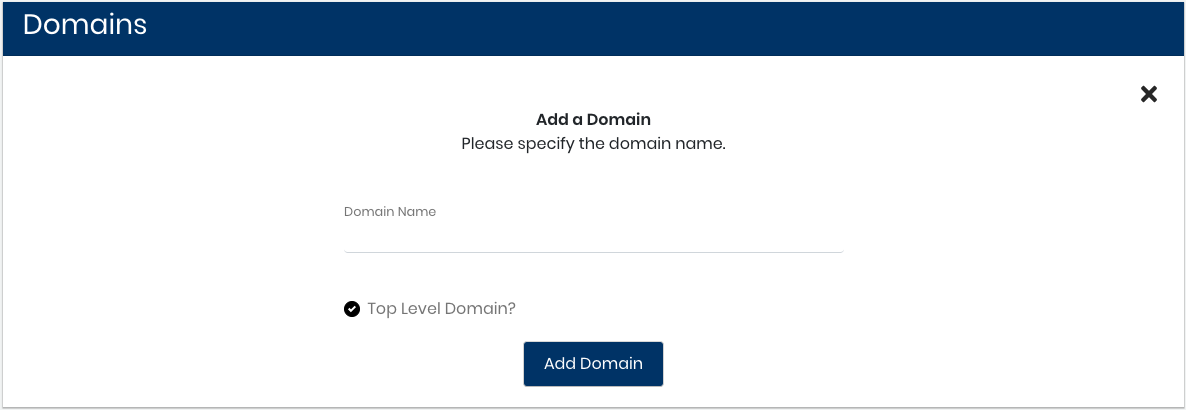 Domains
Add a Domain
Please specify the domain name.
Domain Name
Top Level Domain?
Add Domain